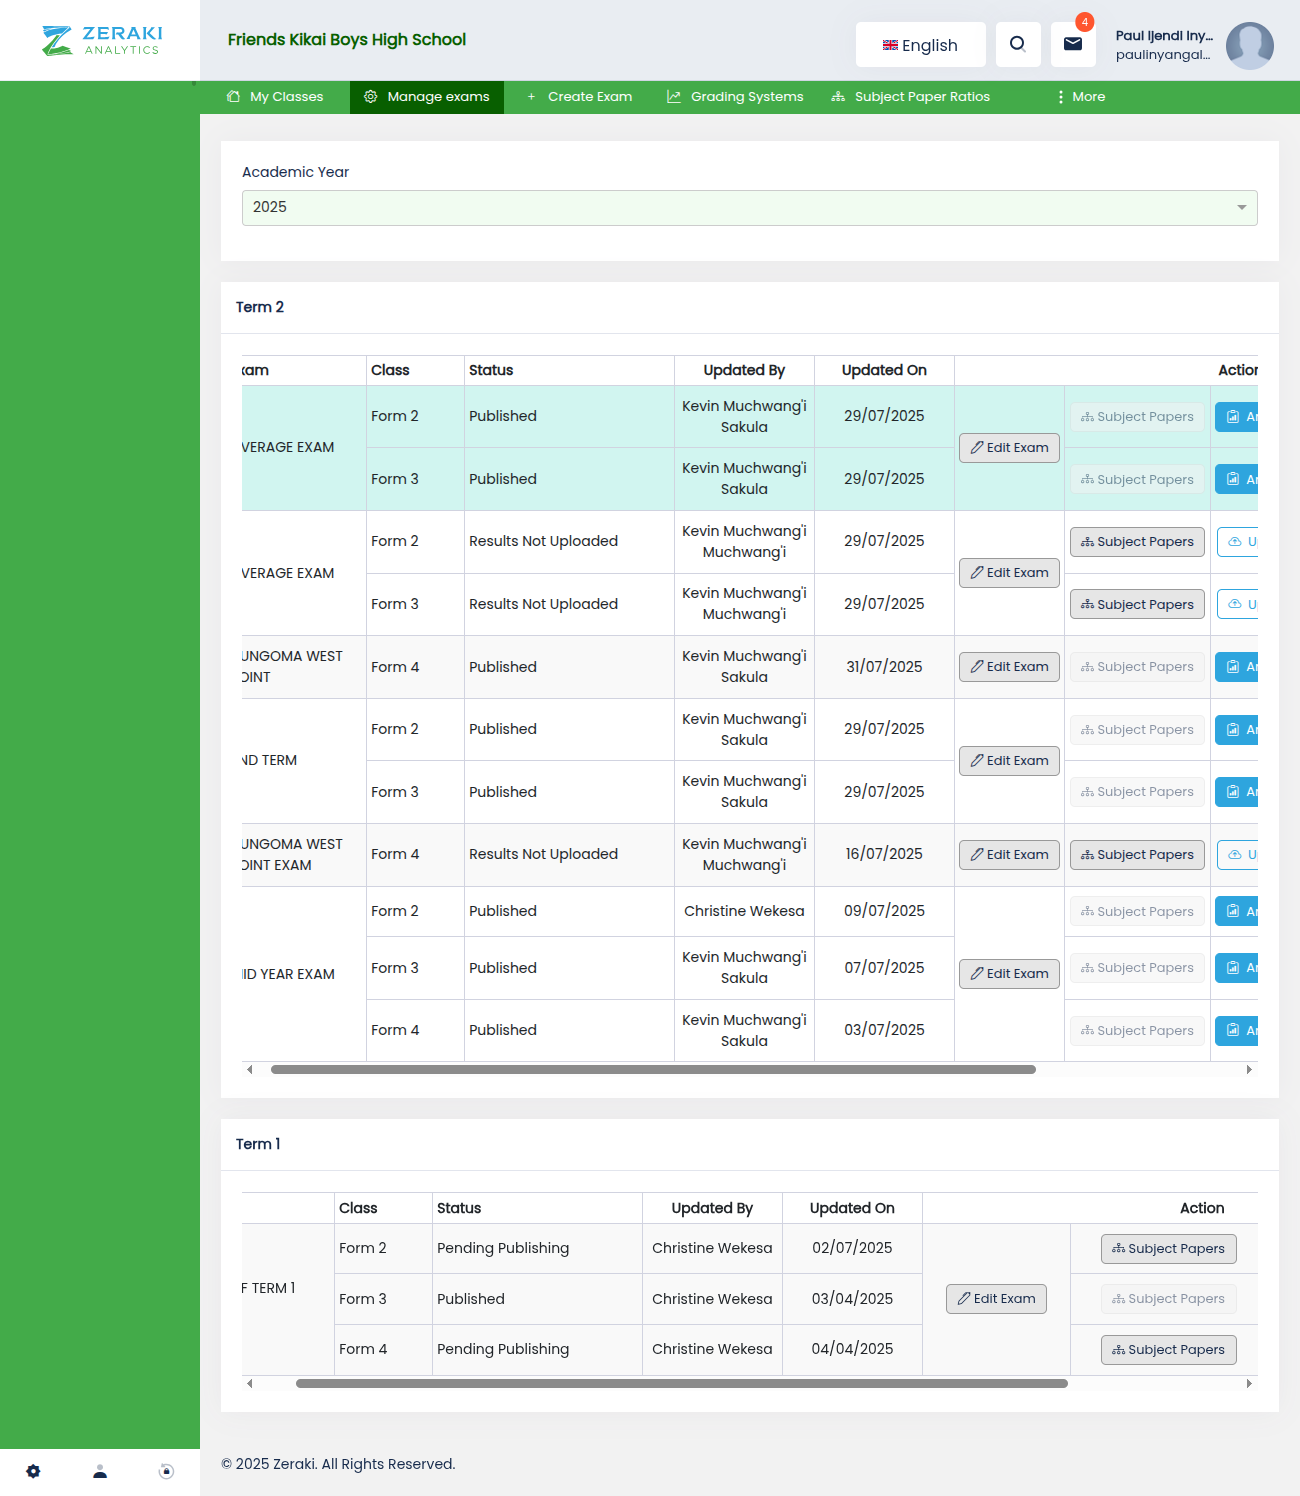 ZERAKI
ANALYTICS
Friends Kikai Boys High School
English
4
Paul Ijendi Iny...
paulinyangal...
My Classes
Manage exams
+ Create Exam
Grading Systems
Subject Paper Ratios
More
Academic Year
2025
Term 2
xam Class Status Updated By Updated On Action
VERAGE EXAM
Form 2 Published Kevin Muchwang'i Sakula 29/07/2025 Edit Exam Subject Papers
Form 3 Published Kevin Muchwang'i Sakula 29/07/2025 Subject Papers
VERAGE EXAM
Form 2 Results Not Uploaded Kevin Muchwang'i Muchwang'i 29/07/2025 Edit Exam Subject Papers
Form 3 Results Not Uploaded Kevin Muchwang'i Muchwang'i 29/07/2025 Subject Papers
UNGOMA WEST
OINT
Form 4 Published Kevin Muchwang'i Sakula 31/07/2025 Edit Exam Subject Papers
ND TERM
Form 2 Published Kevin Muchwang'i Sakula 29/07/2025 Edit Exam Subject Papers
Form 3 Published Kevin Muchwang'i Sakula 29/07/2025 Subject Papers
UNGOMA WEST
OINT EXAM
Form 4 Results Not Uploaded Kevin Muchwang'i Muchwang'i 16/07/2025 Edit Exam Subject Papers
IID YEAR EXAM
Form 2 Published Christine Wekesa 09/07/2025 Subject Papers
Form 3 Published Kevin Muchwang'i Sakula 07/07/2025 Edit Exam Subject Papers
Form 4 Published Kevin Muchwang'i Sakula 03/07/2025 Subject Papers
Term 1
Class Status Updated By Updated On Action
F TERM 1
Form 2 Pending Publishing Christine Wekesa 02/07/2025 Subject Papers
Form 3 Published Christine Wekesa 03/04/2025 Edit Exam Subject Papers
Form 4 Pending Publishing Christine Wekesa 04/04/2025 Subject Papers
© 2025 Zeraki. All Rights Reserved.